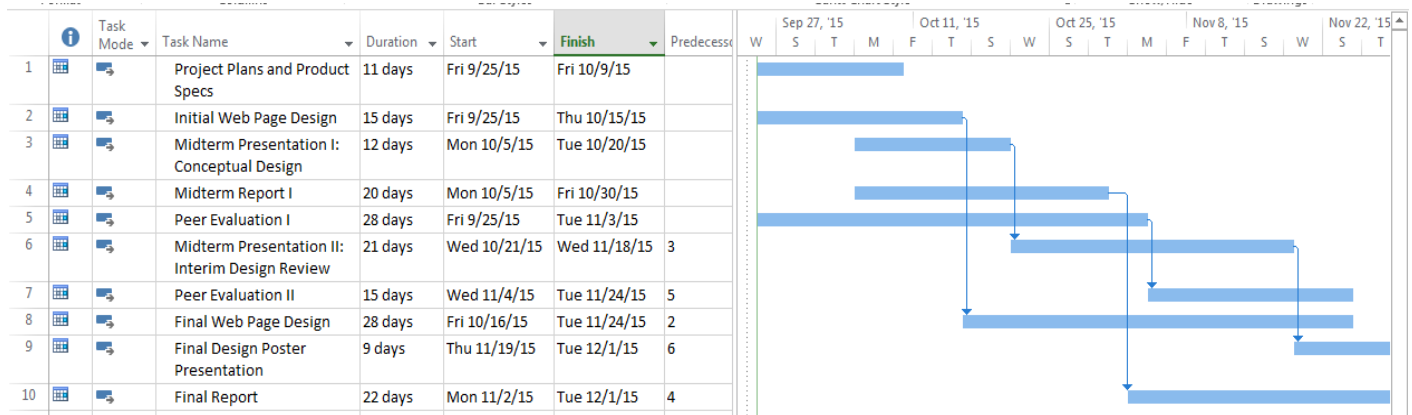 Task
Mode Task Name Duration Start Finish Predecesso
Sep 27, '15 Oct 11, '15 Oct 25, '15 Nov 8, '15 Nov 22, '15
W S T M F T S W S T M F T S W S T
1 Project Plans and Product 11 days Fri 9/25/15 Fri 10/9/15
Specs
2 Initial Web Page Design 15 days Fri 9/25/15 Thu 10/15/15
3 Midterm Presentation I: 12 days Mon 10/5/15 Tue 10/20/15
Conceptual Design
4 Midterm Report I 20 days Mon 10/5/15 Fri 10/30/15
5 Peer Evaluation I 28 days Fri 9/25/15 Tue 11/3/15
6 Midterm Presentation II: 21 days Wed 10/21/15 Wed 11/18/15 3
Interim Design Review
7 Peer Evaluation II 15 days Wed 11/4/15 Tue 11/24/15 5
8 Final Web Page Design 28 days Fri 10/16/15 Tue 11/24/15 2
9 Final Design Poster 9 days Thu 11/19/15 Tue 12/1/15 6
Presentation
10 Final Report 22 days Mon 11/2/15 Tue 12/1/15 4